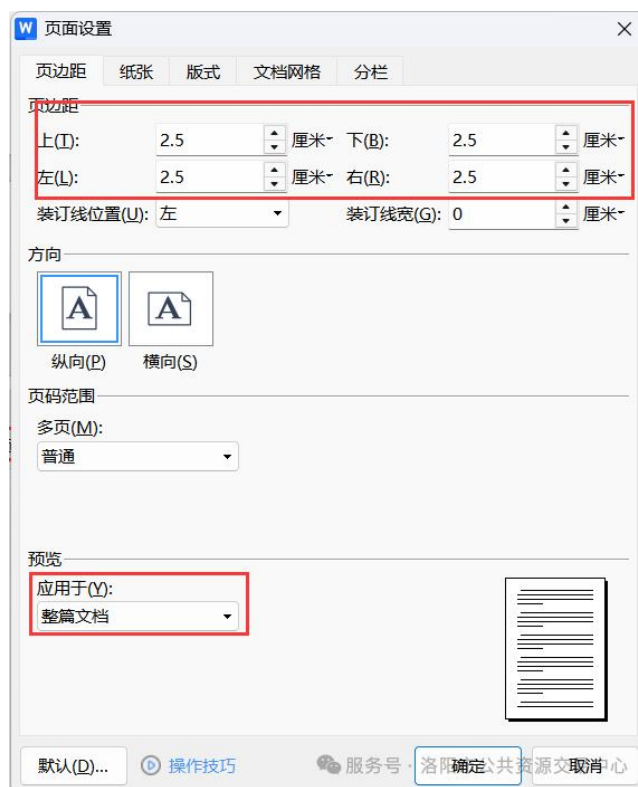 W 页面设置
页边距 纸张 版式 文档网格 分栏
页边距
上(T): 2.5 厘米 下(B): 2.5 厘米
左(L): 2.5 厘米 右(R): 2.5 厘米
装订线位置(U): 左 装订线宽(G): 0 厘米
方向
A A
纵向(P) 横向(S)
页码范围
多页(M):
普通
预览
应用于(Y):
整篇文档
默认(D)... 操作技巧 确定 取消
服务号 · 洛阳 公共资源交 中心